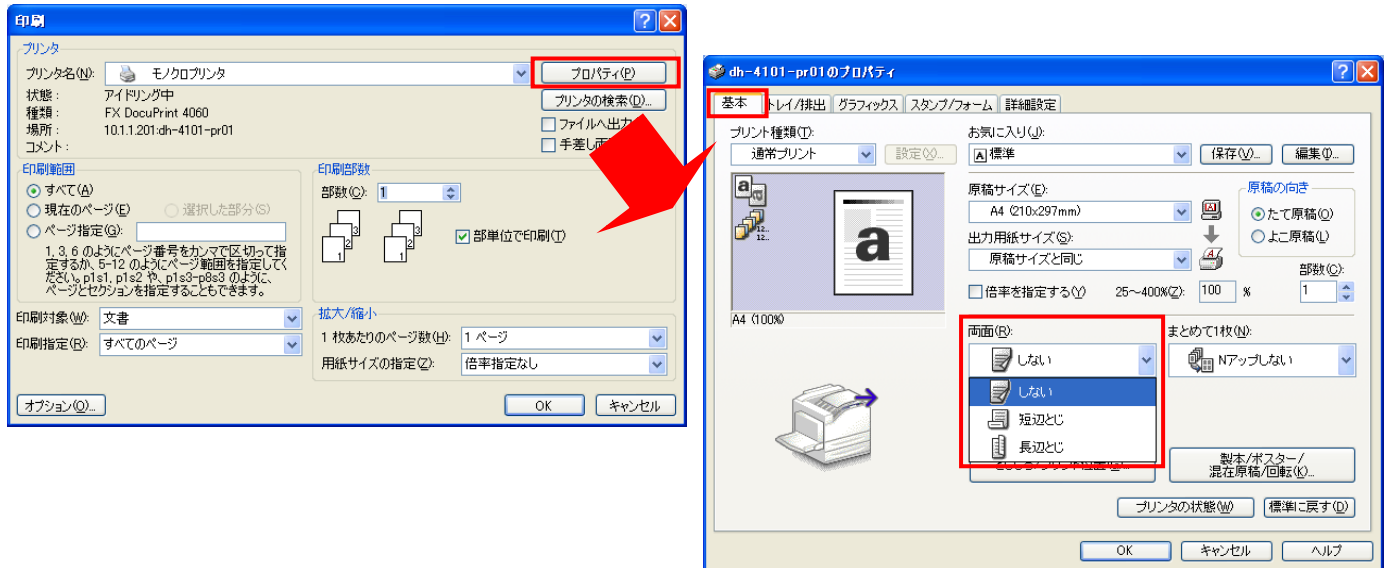 印刷
プリンタ
プリンタ名(N):
モノクロプリンタ
プロパティ(P)
状態:
アイドリング中
プリンタの検索(D)...
種類:
FX DocuPrint 4060
場所:
10.1.1.201:dh-4101-pr01
ファイルへ出力
コメント:
手差し両
印刷範囲
すべて(A)
現在のページ(E)
選択した部分(S)
ページ指定(G):
1, 3, 6 のようにページ番号をカンマで区切って指
定するか、5-12 のようにページ範囲を指定してく
ださい。p1s1, p1s2 や、p1s3-p8s3 のように、
ページとセクションを指定することもできます。
印刷部数
部数(C):
1
1
2
3
1
2
3
部単位で印刷(T)
印刷対象(W):
文書
印刷指定(R):
すべてのページ
拡大/縮小
1 枚あたりのページ数(H):
1 ページ
用紙サイズの指定(Z):
倍率指定なし
オプション(O)...
OK
キャンセル
dh-4101-pr01のプロパティ
基本
トレイ/排出
グラフィックス
スタンプ/フォーム
詳細設定
プリント種類(T):
通常プリント
設定(X)...
お気に入り(J):
A
標準
保存(V)...
編集(I)...
a
a
12..
12..
a
A4 (100%)
原稿サイズ(E):
A4 (210x297mm)
出力用紙サイズ(S):
原稿サイズと同じ
原稿の向き
たて原稿(O)
よこ原稿(L)
A
A
倍率を指定する(Y)
25~400%(Z):
100
%
部数(C):
1
両面(R):
しない
しない
短辺とじ
長辺とじ
まとめて1枚(N):
Nアップしない
製本/ポスター/
混在原稿/回転(K)...
プリンタの状態(W)
標準に戻す(D)
OK
キャンセル
ヘルプ